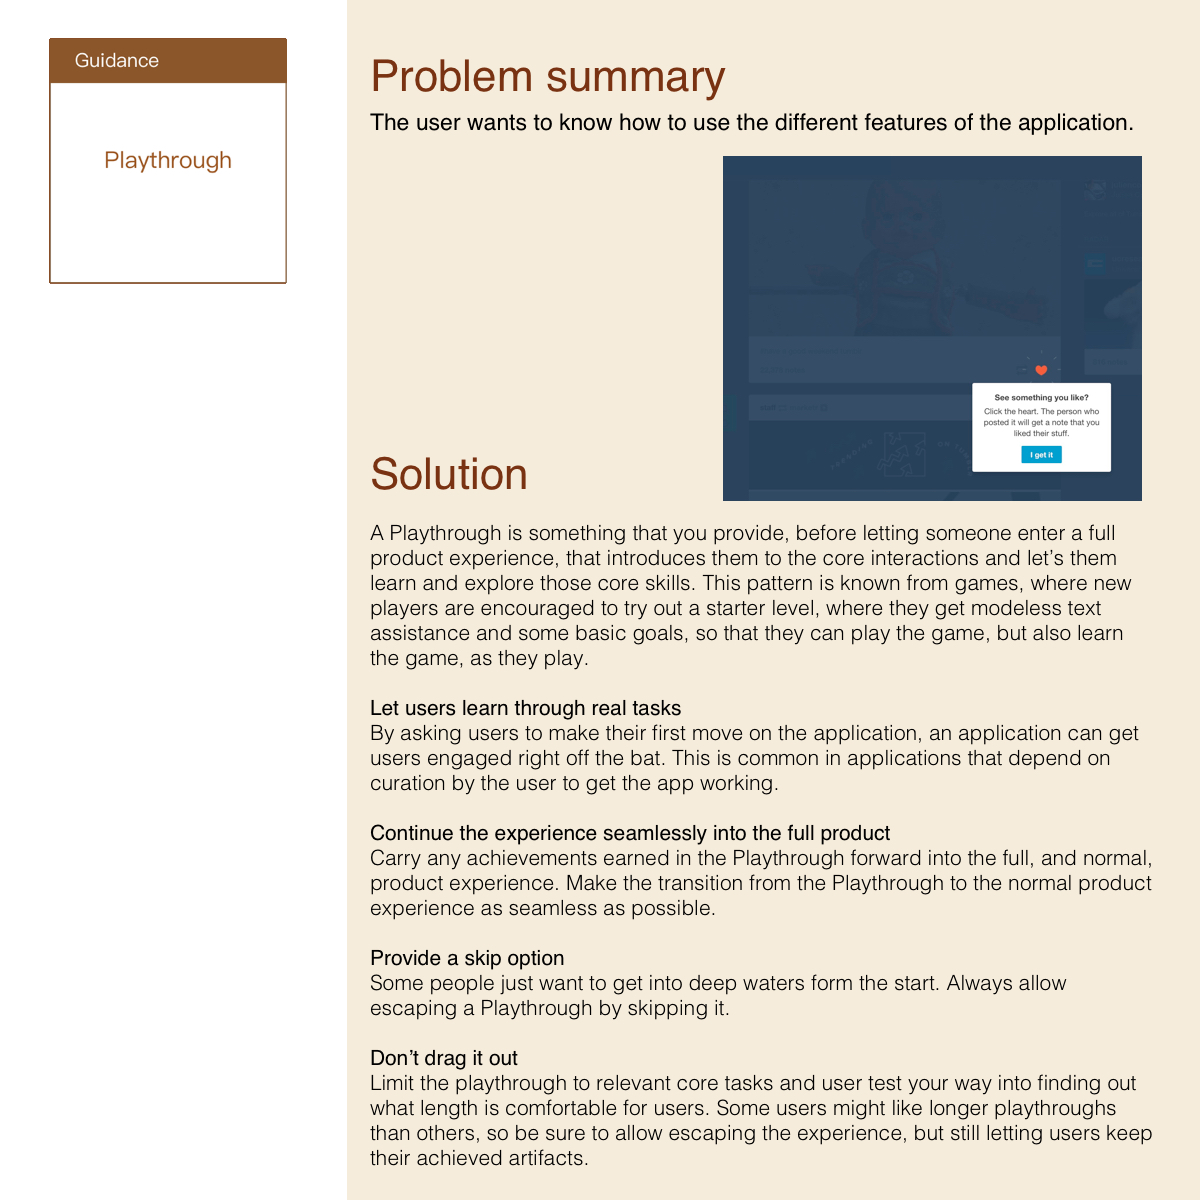 Guidance
Playthrough
Problem summary
The user wants to know how to use the different features of the application.
See something you like?
Click the heart. The person who
posted it will get a note that you
liked their stuff.
I get it
Solution
A Playthrough is something that you provide, before letting someone enter a full
product experience, that introduces them to the core interactions and let’s them
learn and explore those core skills. This pattern is known from games, where new
players are encouraged to try out a starter level, where they get modeless text
assistance and some basic goals, so that they can play the game, but also learn
the game, as they play.
Let users learn through real tasks
By asking users to make their first move on the application, an application can get
users engaged right off the bat. This is common in applications that depend on
curation by the user to get the app working.
Continue the experience seamlessly into the full product
Carry any achievements earned in the Playthrough forward into the full, and normal,
product experience. Make the transition from the Playthrough to the normal product
experience as seamless as possible.
Provide a skip option
Some people just want to get into deep waters form the start. Always allow
escaping a Playthrough by skipping it.
Don’t drag it out
Limit the playthrough to relevant core tasks and user test your way into finding out
what length is comfortable for users. Some users might like longer playthroughs
than others, so be sure to allow escaping the experience, but still letting users keep
their achieved artifacts.